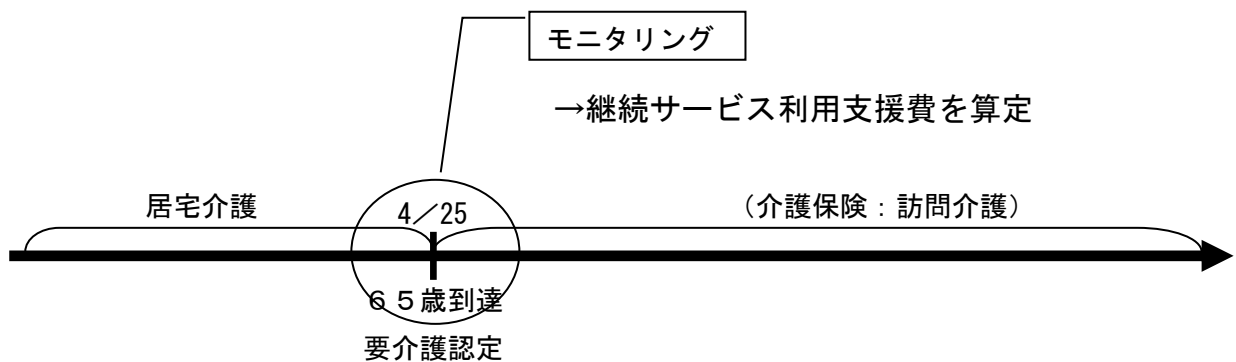 モニタリング
→継続サービス利用支援費を算定
居宅介護
4／25
（介護保険：訪問介護）
６５歳到達
要介護認定